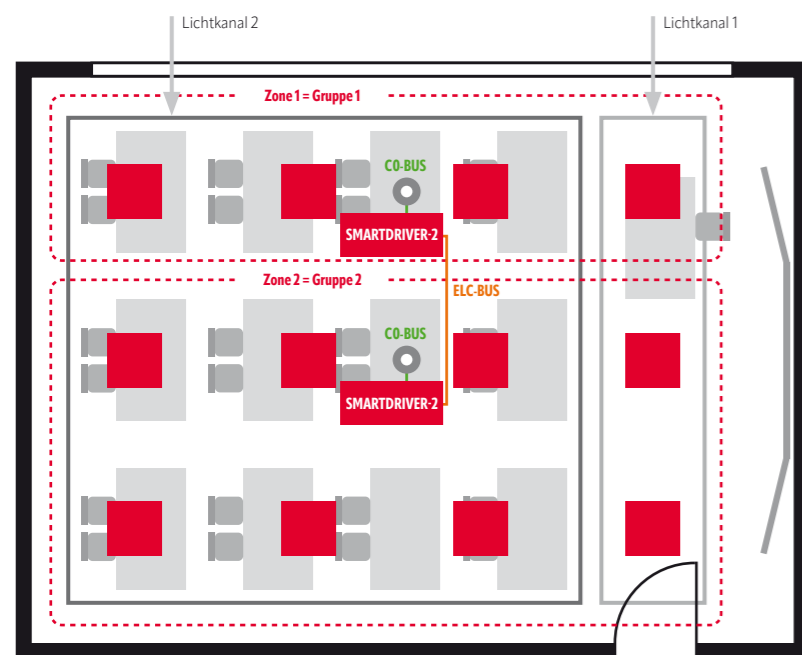 Lichtkanal 2
Lichtkanal 1
Zone 1 = Gruppe 1
C0-BUS
SMARTDRIVER-2
Zone 2 = Gruppe 2
ELC-BUS
C0-BUS
SMARTDRIVER-2